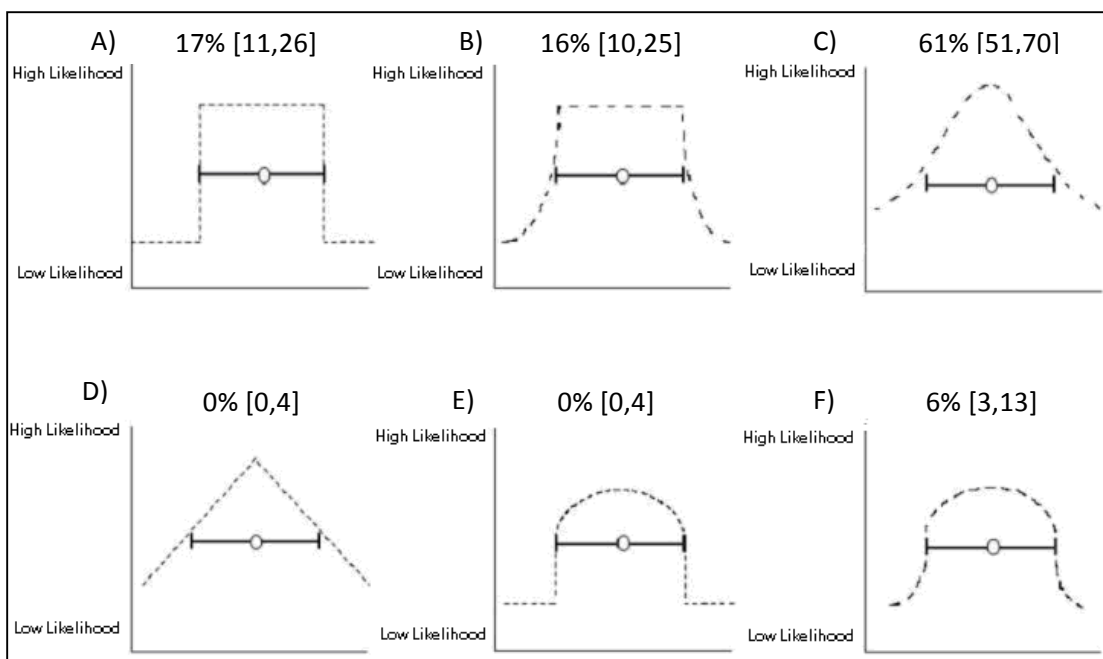 A) 17% [11,26]
B) 16% [10,25]
C) 61% [51,70]
High Likelihood
High Likelihood
High Likelihood
Low Likelihood
Low Likelihood
Low Likelihood
D) 0% [0,4]
E) 0% [0,4]
F) 6% [3,13]
High Likelihood
High Likelihood
High Likelihood
Low Likelihood
Low Likelihood
Low Likelihood